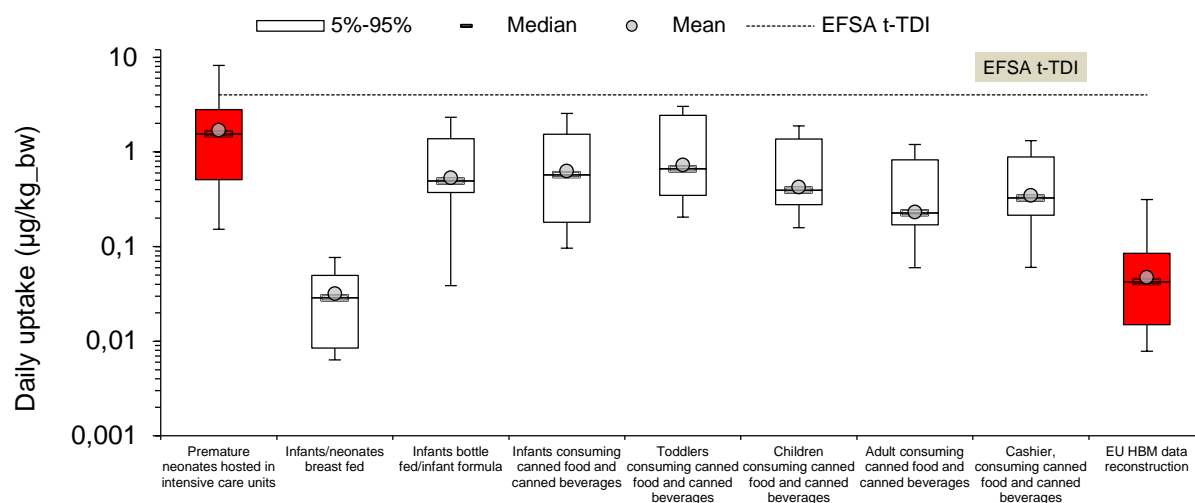 5%-95% Median Mean EFSA t-TDI
EFSA t-TDI
Daily uptake (µg/kg_bw)
10
1
0,1
0,01
0,001
Premature
neonates hosted in
intensive care units
Infants/neonates
breast fed
Infants bottle
fed/infant formula
Infants consuming
canned food and
canned beverages
Toddlers
consuming canned
food and canned
beverages
Children
consuming canned
food and canned
beverages
Adult consuming
canned food and
canned beverages
Cashier,
consuming canned
food and canned
beverages
EU HBM data
reconstruction